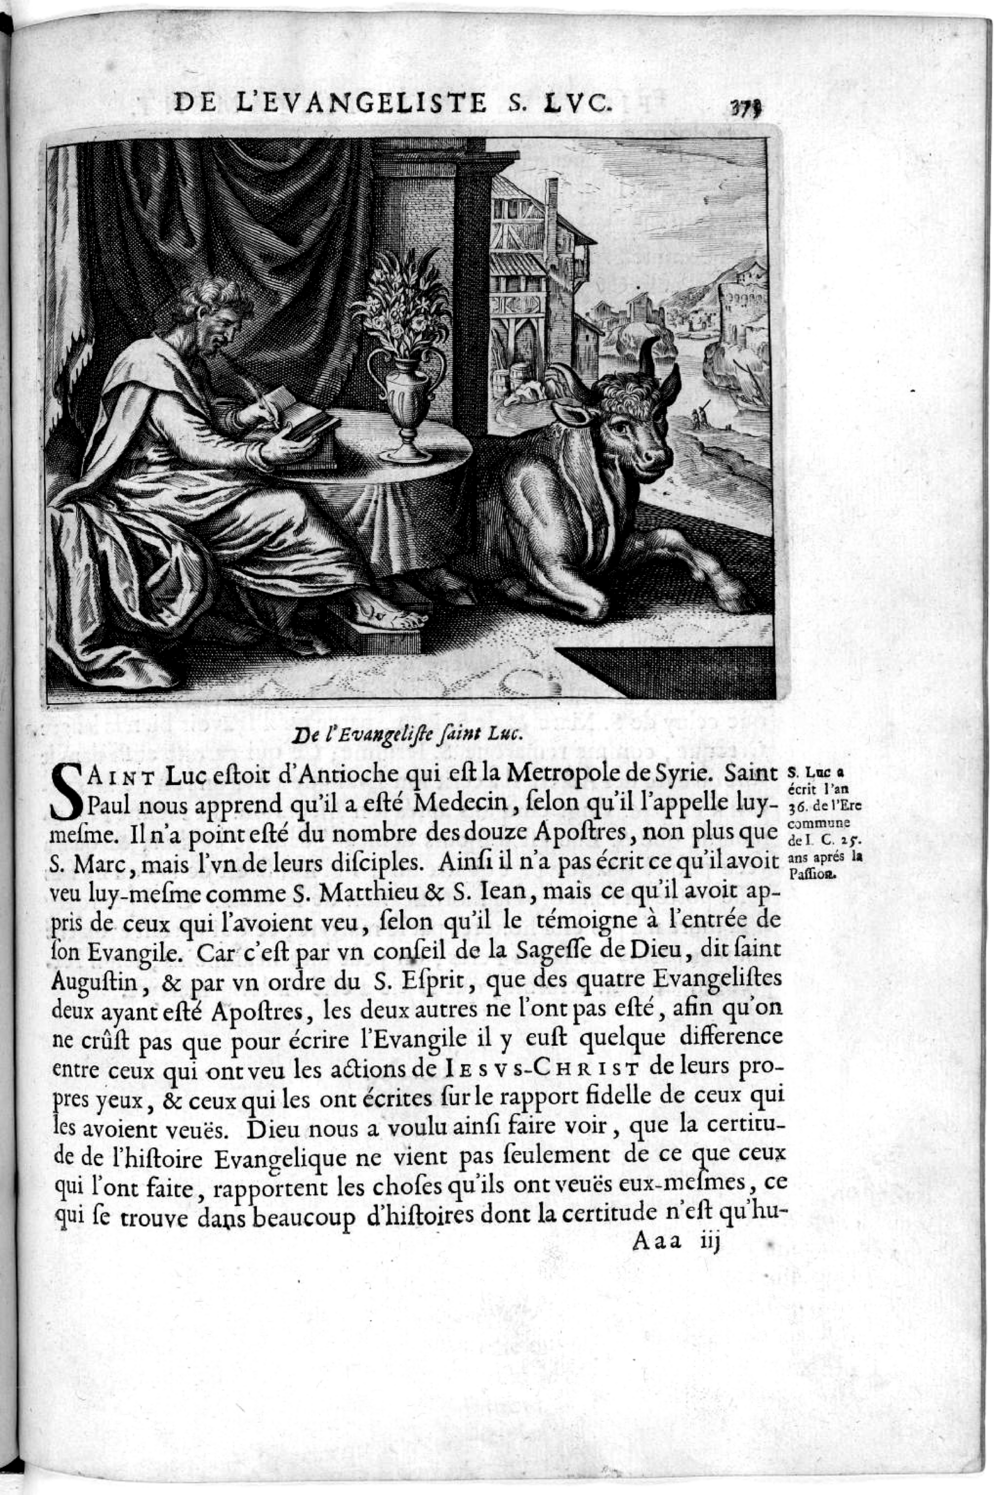 DE L'EVANGELISTE S. LVC. 373
De l'Evangeliſte ſaint Luc.
SAINT Luc eſtoit d'Antioche qui eſt la Metropole de Syrie. Saint
Paul nous apprend qu'il a eſté Medecin, ſelon qu'il l'appelle luy-
meſme. Il n'a point eſté du nombre des douze Apoſtres, non plus que
S. Marc, mais l'vn de leurs diſciples. Ainſi il n'a pas écrit ce qu'il avoit
veu luy-meſme comme S. Matthieu & S. Iean, mais ce qu'il avoit ap-
pris de ceux qui l'avoient veu, ſelon qu'il le témoigne à l'entrée de
ſon Evangile. Car c'eſt par vn conſeil de la Sageſſe de Dieu, dit ſaint
Auguſtin, & par vn ordre du S. Eſprit, que des quatre Evangeliſtes
deux ayant eſté Apoſtres, les deux autres ne l'ont pas eſté, afin qu'on
ne crûſt pas que pour écrire l'Evangile il y euſt quelque difference
entre ceux qui ont veu les actions de IESVS-CHRIST de leurs pro-
pres yeux, & ceux qui les ont écrites ſur le rapport fidelle de ceux qui
les avoient veuës. Dieu nous a voulu ainſi faire voir, que la certitu-
de de l'hiſtoire Evangelique ne vient pas ſeulement de ce que ceux
qui l'ont faite, rapportent les choſes qu'ils ont veuës eux-meſmes, ce
qui ſe trouve dans beaucoup d'hiſtoires dont la certitude n'eſt qu'hu-
S. Luc a
écrit l'an
36. de l'Ere
commune
de I. C. 25.
ans aprés la
Paſſion.
Aaa iij